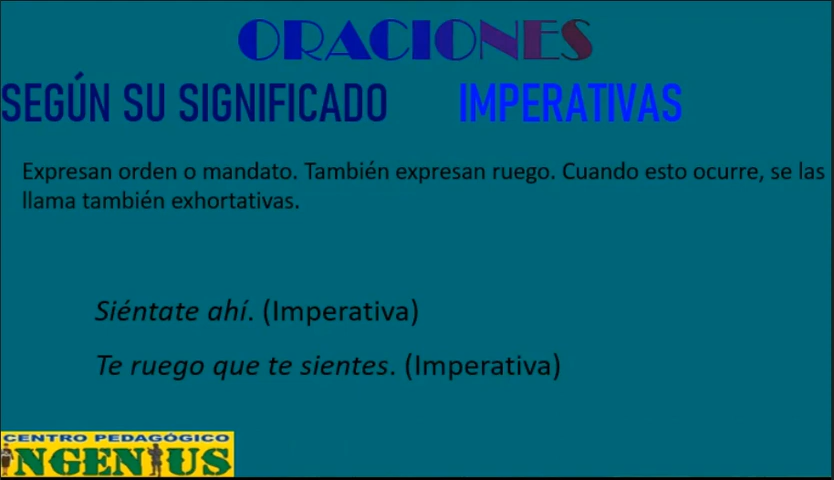 ORACIONES
SEGÚN SU SIGNIFICADO IMPERATIVAS
Expresan orden o mandato. También expresan ruego. Cuando esto ocurre, se las
llama también exhortativas.
Siéntate ahí. (Imperativa)
Te ruego que te sientes. (Imperativa)
CENTRO PEDAGÓGICO
INGENIUS